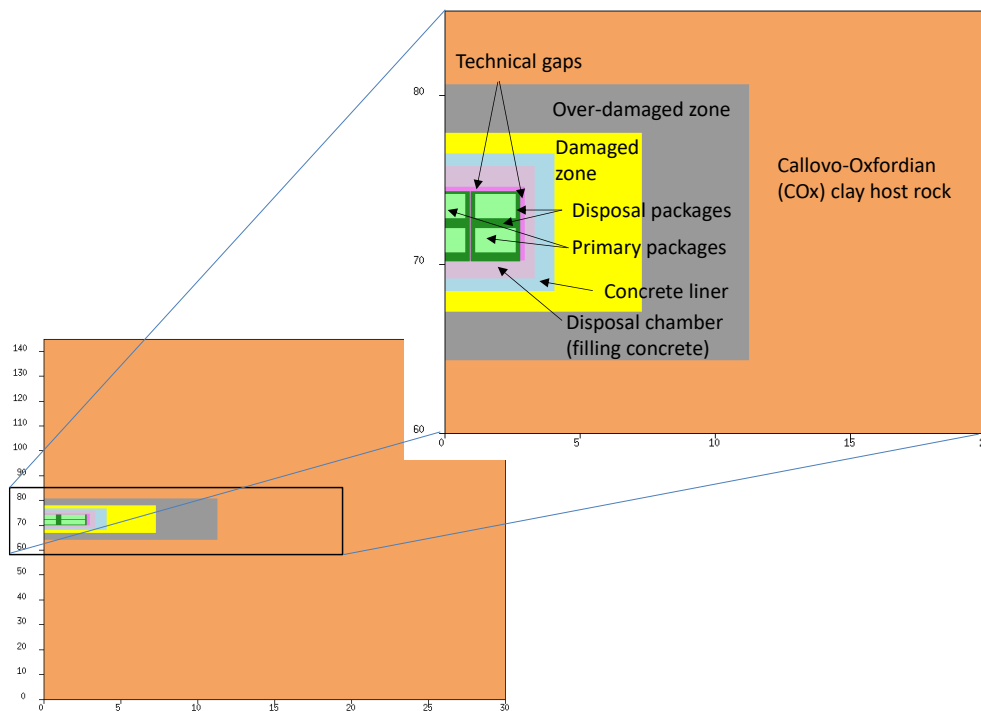 Technical gaps
80
Over-damaged zone
Damaged
zone
Callovo-Oxfordian
(COx) clay host rock
Disposal packages
Primary packages
70
Concrete liner
Disposal chamber
(filling concrete)
60
0
5
10
15
20
140
130
120
110
100
90
80
70
60
50
40
30
20
10
0
0
5
10
15
20
25
30